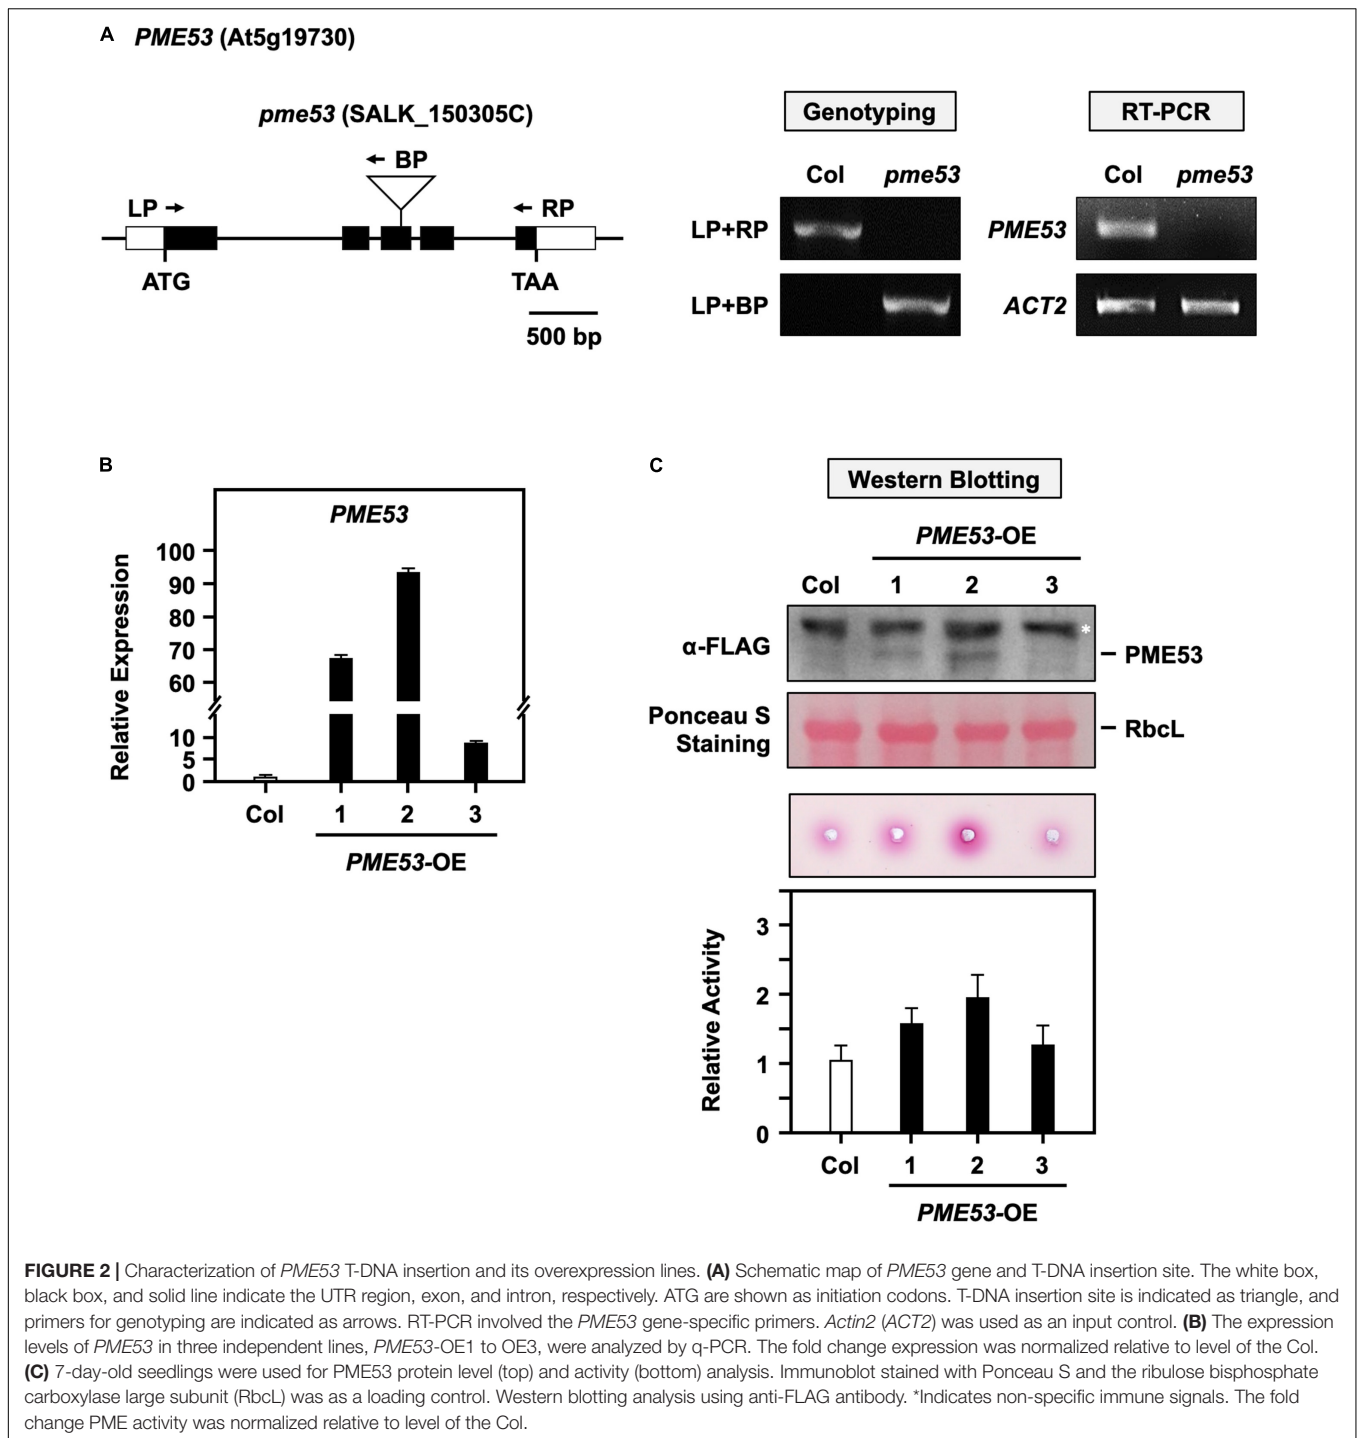 A PME53 (At5g19730)
pme53 (SALK_150305C)
BP
LP
RP
ATG
TAA
500 bp
Genotyping
Col pme53
LP+RP
LP+BP
RT-PCR
Col pme53
PME53
ACT2
B
PME53
Relative Expression
100
90
80
70
60
10
5
0
Col 1 2 3
PME53-OE
C
Western Blotting
PME53-OE
Col 1 2 3
α-FLAG
*
PME53
Ponceau S
Staining
RbcL
Relative Activity
3
2
1
0
Col 1 2 3
PME53-OE
FIGURE 2 | Characterization of PME53 T-DNA insertion and its overexpression lines. (A) Schematic map of PME53 gene and T-DNA insertion site. The white box,
black box, and solid line indicate the UTR region, exon, and intron, respectively. ATG are shown as initiation codons. T-DNA insertion site is indicated as triangle, and
primers for genotyping are indicated as arrows. RT-PCR involved the PME53 gene-specific primers. Actin2 (ACT2) was used as an input control. (B) The expression
levels of PME53 in three independent lines, PME53-OE1 to OE3, were analyzed by q-PCR. The fold change expression was normalized relative to level of the Col.
(C) 7-day-old seedlings were used for PME53 protein level (top) and activity (bottom) analysis. Immunoblot stained with Ponceau S and the ribulose bisphosphate
carboxylase large subunit (RbcL) was as a loading control. Western blotting analysis using anti-FLAG antibody. *Indicates non-specific immune signals. The fold
change PME activity was normalized relative to level of the Col.